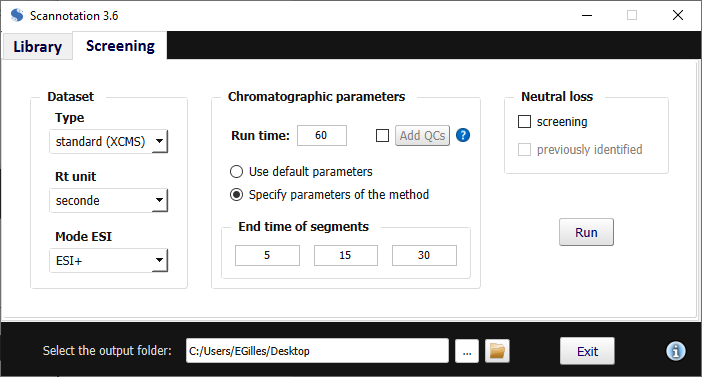 Scannotation 3.6
Library
Screening
Dataset
Type
standard (XCMS)
Rt unit
seconde
Mode ESI
ESI+
Chromatographic parameters
Run time: 60 Add QCs ?
Use default parameters
Specify parameters of the method
End time of segments
5 15 30
Neutral loss
screening
previously identified
Run
Select the output folder: C:/Users/EGilles/Desktop ... Exit i